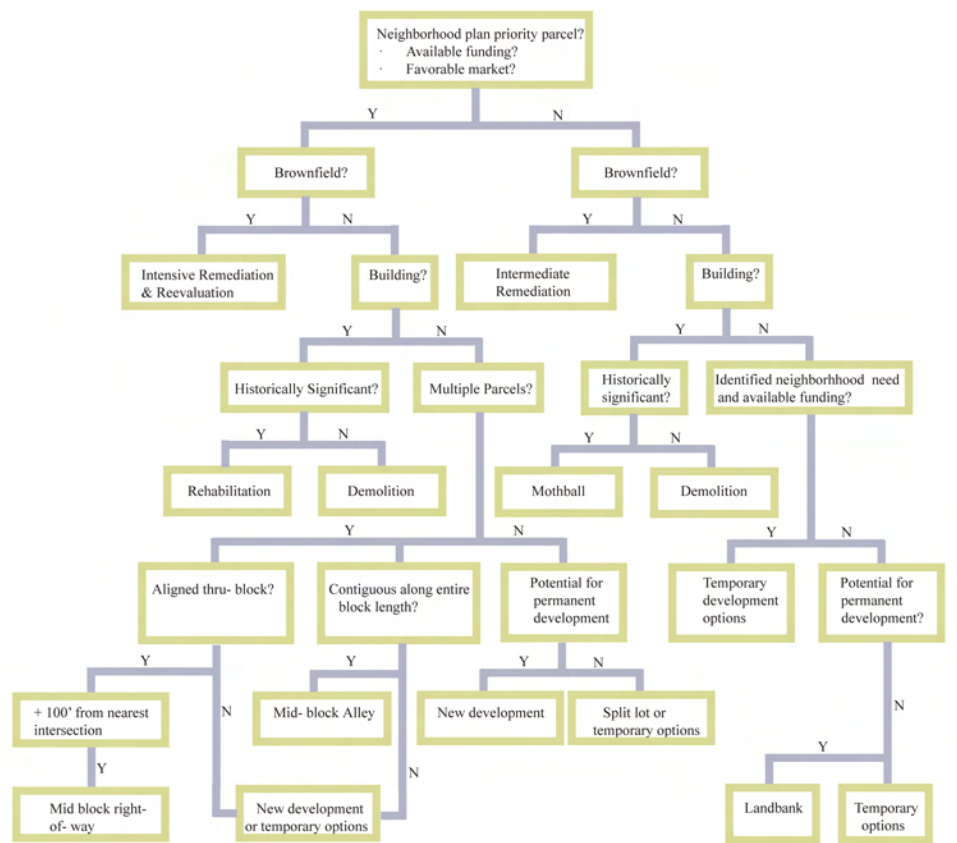 Neighborhood plan priority parcel?
· Available funding?
· Favorable market?
Y
N
Brownfield?
Brownfield?
Y
N
Y
N
Intensive Remediation
& Reevaluation
Building?
Intermediate
Remediation
Building?
Y
N
Y
N
Historically Significant?
Multiple Parcels?
Historically
significant?
Identified neighborhhood need
and available funding?
Y
N
Y
N
Rehabilitation
Demolition
Mothball
Demolition
Y
N
Y
N
Aligned thru- block?
Contiguous along entire
block length?
Potential for
permanent
development
Temporary
development
options
Potential for
permanent
development?
Y
Y
Y
N
N
N
+ 100' from nearest
intersection
Mid- block Alley
New development
Split lot or
temporary options
Y
N
Y
Mid block right-
of- way
New development
or temporary options
Landbank
Temporary
options